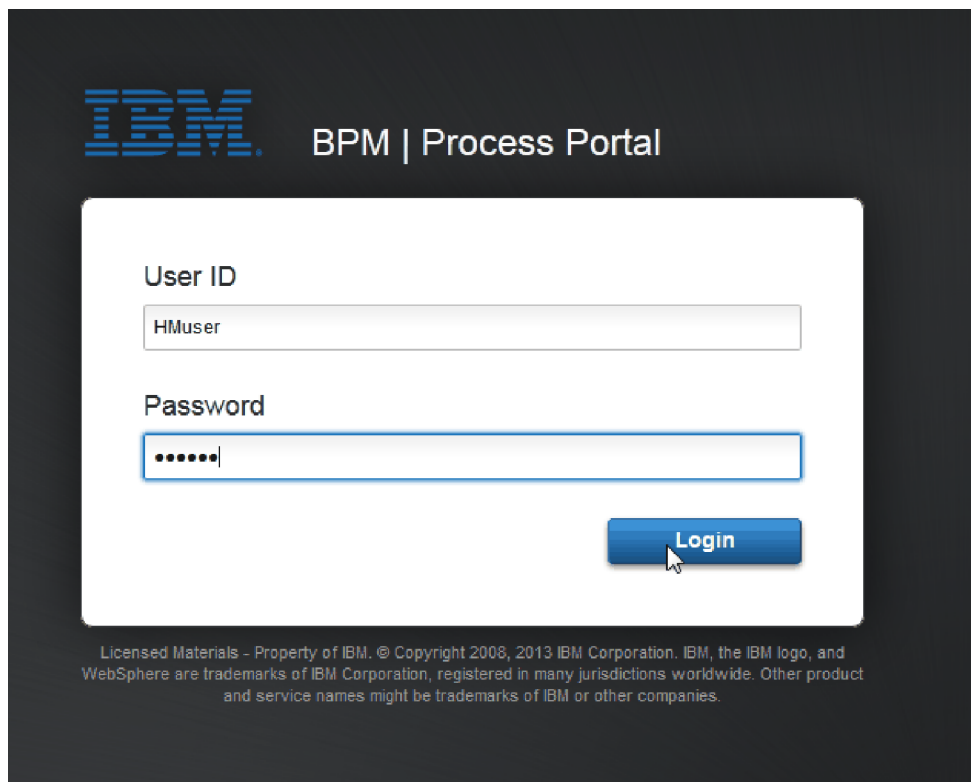 IBM.
BPM | Process Portal
User ID
HMuser
Password
••••••
Login
Licensed Materials - Property of IBM. © Copyright 2008, 2013 IBM Corporation. IBM, the IBM logo, and
WebSphere are trademarks of IBM Corporation, registered in many jurisdictions worldwide. Other product
and service names might be trademarks of IBM or other companies.